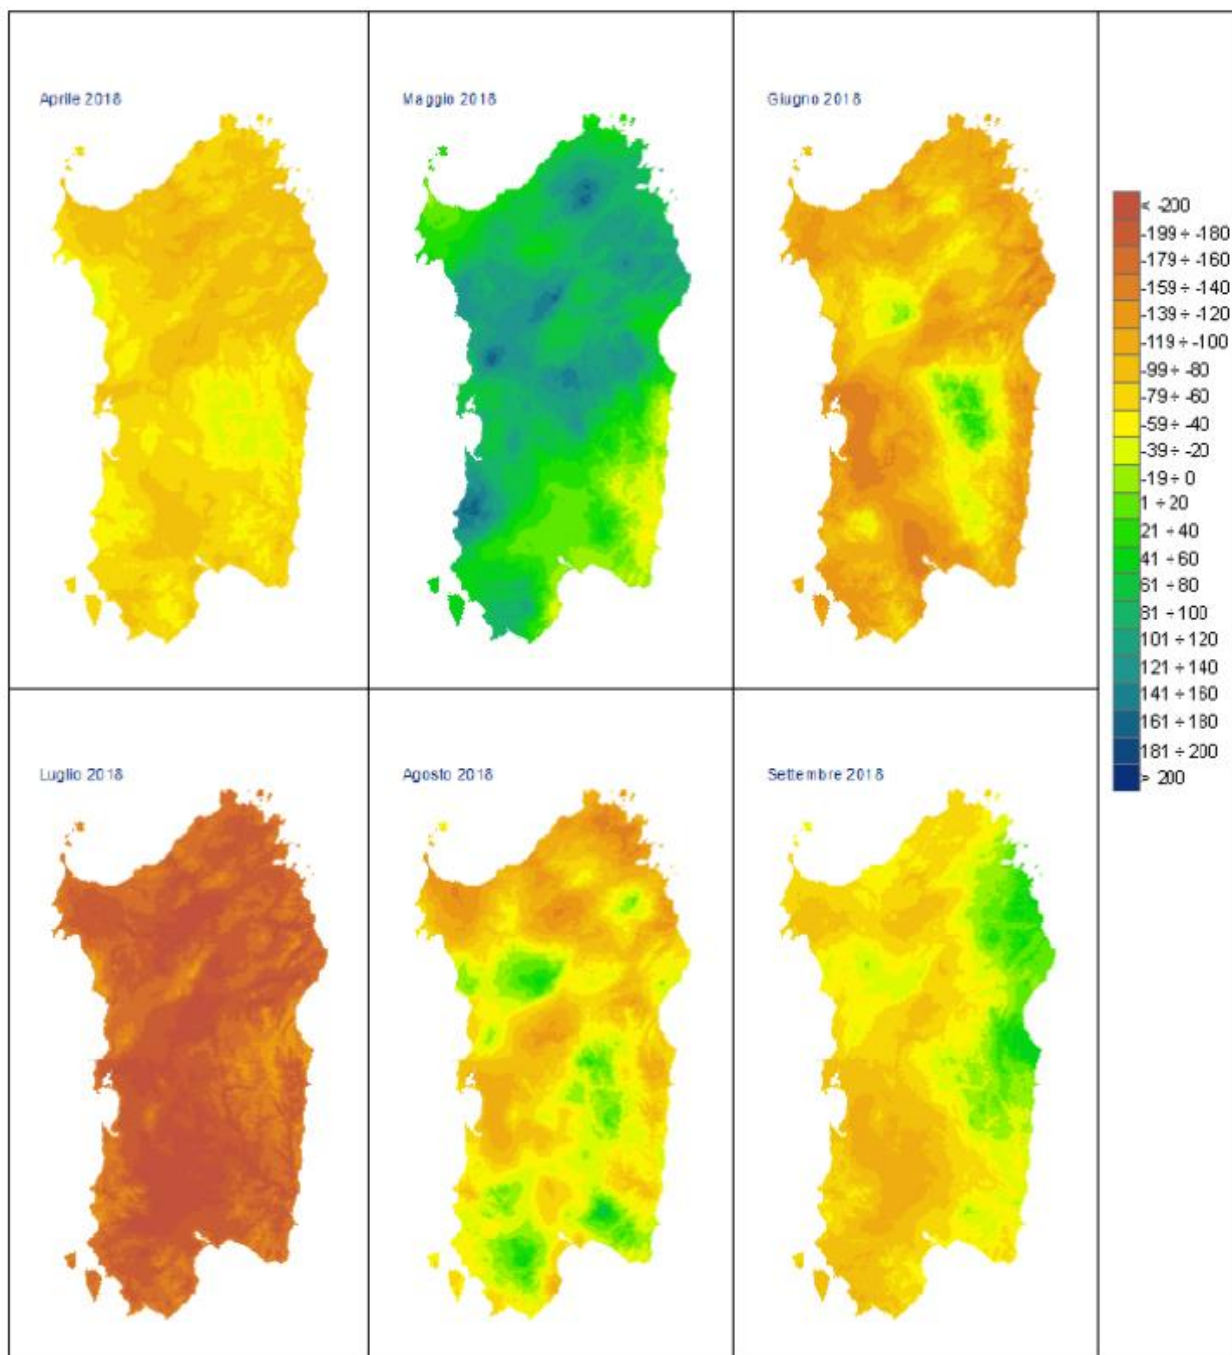 Aprile 2018
Maggio 2018
Giugno 2018
< -200
-199 ÷ -180
-179 ÷ -160
-159 ÷ -140
-139 ÷ -120
-119 ÷ -100
-99 ÷ -80
-79 ÷ -60
-59 ÷ -40
-39 ÷ -20
-19 ÷ 0
1 ÷ 20
21 ÷ 40
41 ÷ 60
61 ÷ 80
81 ÷ 100
101 ÷ 120
121 ÷ 140
141 ÷ 160
161 ÷ 180
181 ÷ 200
> 200
Luglio 2018
Agosto 2018
Settembre 2018